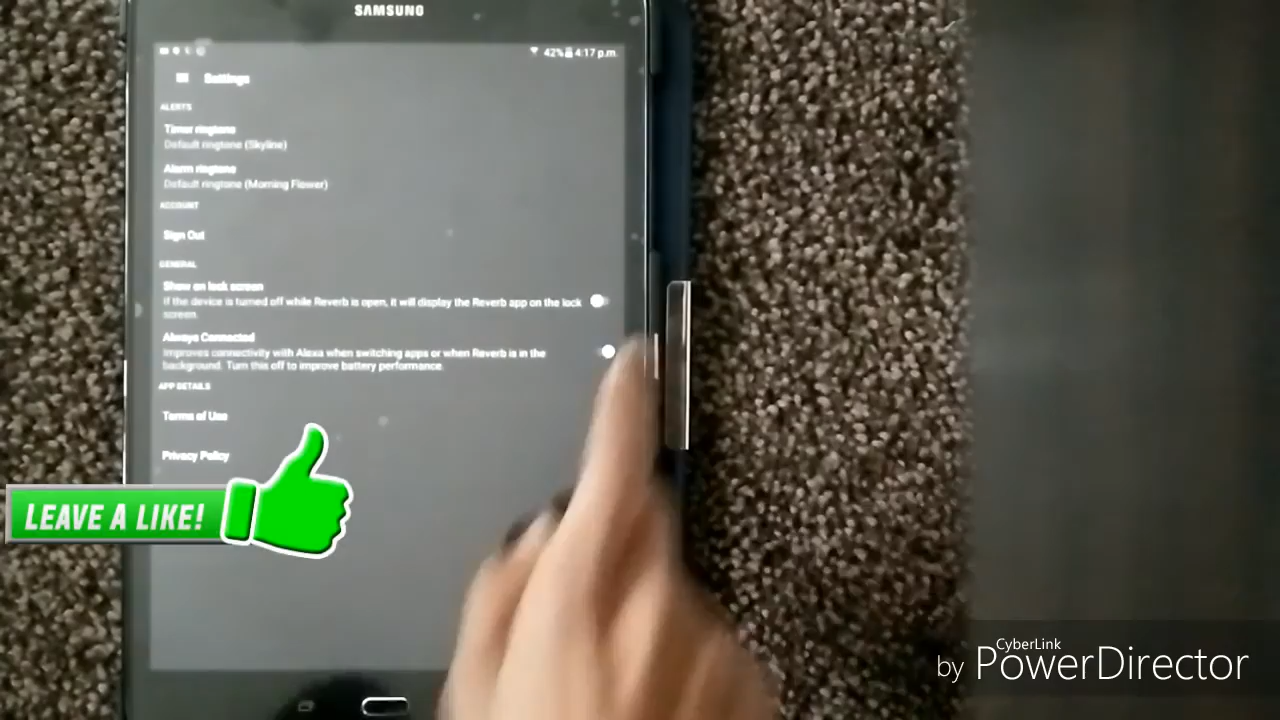 SAMSUNG
42% 4:17 p.m.
Settings
ALERTS
Timer ringtone
Default ringtone (Skyline)
Alarm ringtone
Default ringtone (Morning Flower)
ACCOUNT
Sign Out
GENERAL
Show on lock screen
If the device is turned off while Reverb is open, it will display the Reverb app on the lock
screen.
Always Connected
Improves connectivity with Alexa when switching apps or when Reverb is in the
background. Turn this off to improve battery performance.
APP DETAILS
Terms of Use
Privacy Policy
LEAVE A LIKE!
CyberLink
by PowerDirector